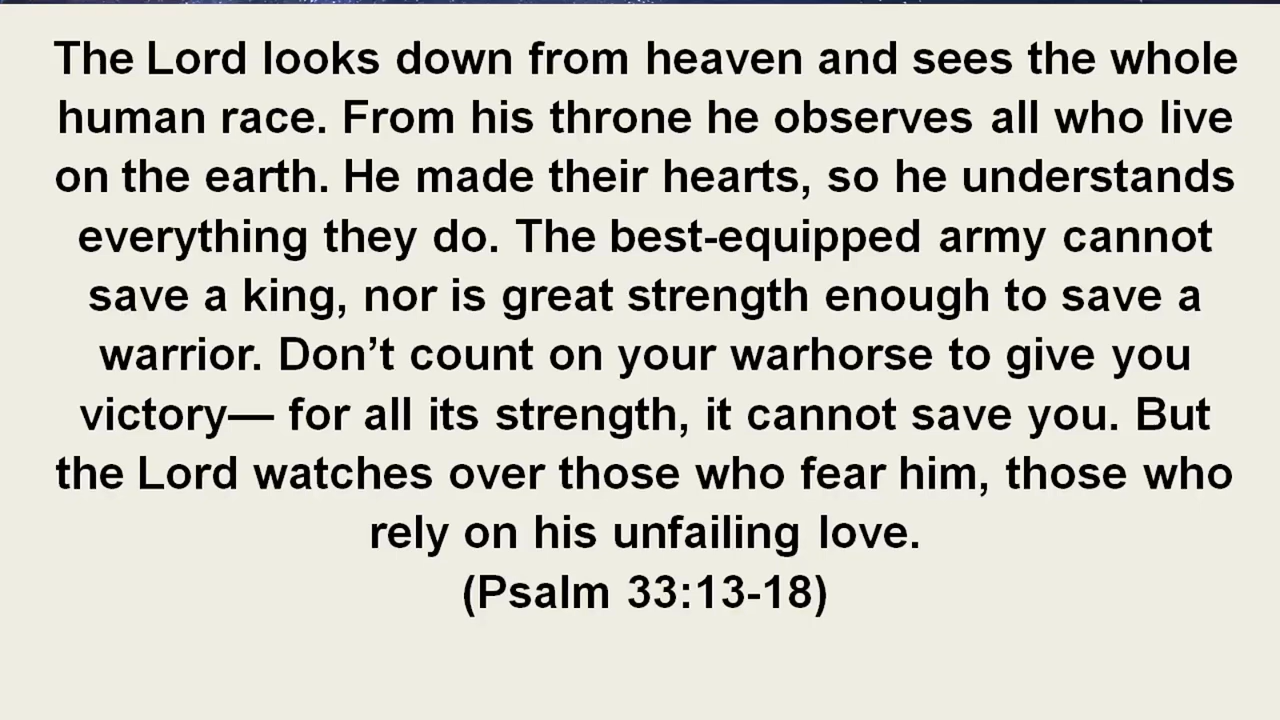 The Lord looks down from heaven and sees the whole
human race. From his throne he observes all who live
on the earth. He made their hearts, so he understands
everything they do. The best-equipped army cannot
save a king, nor is great strength enough to save a
warrior. Don’t count on your warhorse to give you
victory— for all its strength, it cannot save you. But
the Lord watches over those who fear him, those who
rely on his unfailing love.
(Psalm 33:13-18)